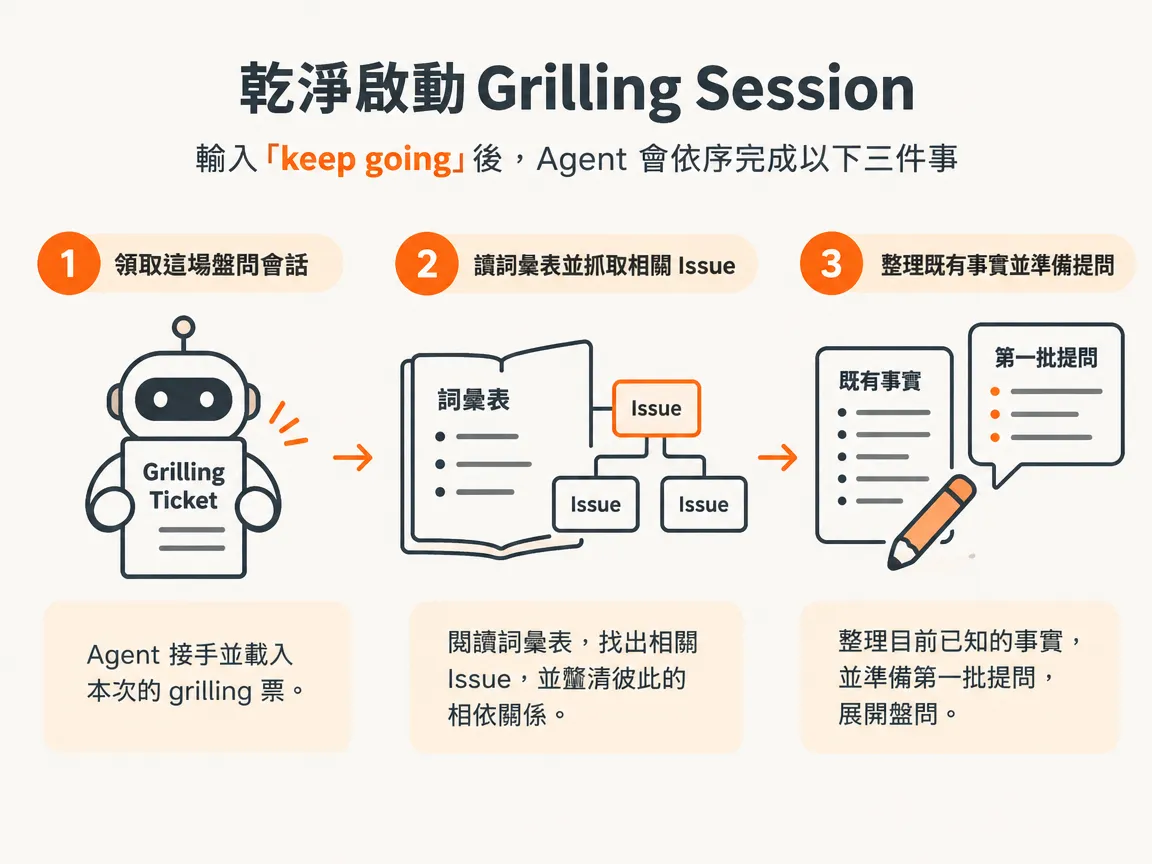 乾淨啟動 Grilling Session
輸入「keep going」後，Agent 會依序完成以下三件事
1 領取這場盤問會話
2 讀詞彙表並抓取相關 Issue
3 整理既有事實並準備提問
Grilling
Ticket
詞彙表
Issue
Issue
Issue
既有事實
第一批提問
Agent 接手並載入
本次的 grilling 票。
閱讀詞彙表，找出相關
Issue，並釐清彼此的
相依關係。
整理目前已知的事實，
並準備第一批提問，
展開盤問。